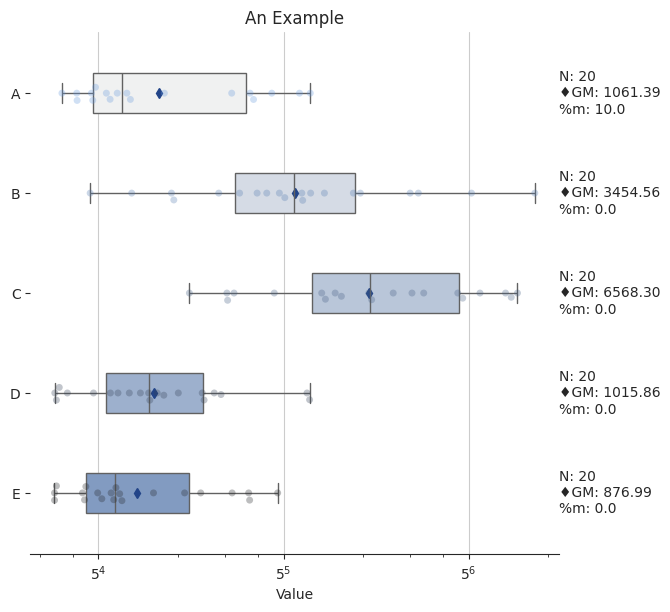 An Example
A
N: 20
♦GM: 1061.39
%m: 10.0
B
N: 20
♦GM: 3454.56
%m: 0.0
C
N: 20
♦GM: 6568.30
%m: 0.0
D
N: 20
♦GM: 1015.86
%m: 0.0
E
N: 20
♦GM: 876.99
%m: 0.0
5⁴ 5⁵ 5⁶
Value